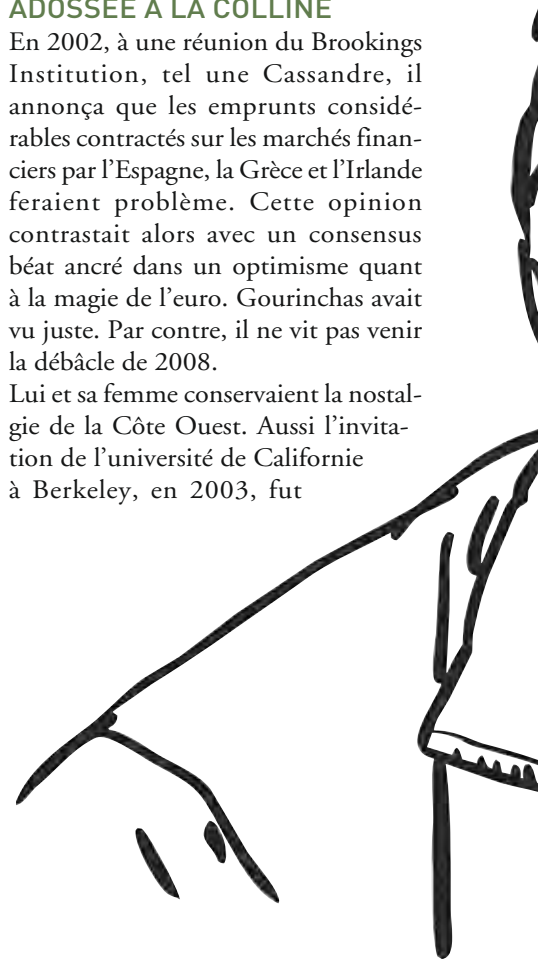 ADOSSÉE À LA COLLINE
En 2002, à une réunion du Brookings
Institution, tel une Cassandre, il
annonça que les emprunts considé-
rables contractés sur les marchés finan-
ciers par l’Espagne, la Grèce et l’Irlande
feraient problème. Cette opinion
contrastait alors avec un consensus
béat ancré dans un optimisme quant
à la magie de l’euro. Gourinchas avait
vu juste. Par contre, il ne vit pas venir
la débâcle de 2008.
Lui et sa femme conservaient la nostal-
gie de la Côte Ouest. Aussi l’invita-
tion de l’université de Californie
à Berkeley, en 2003, fut